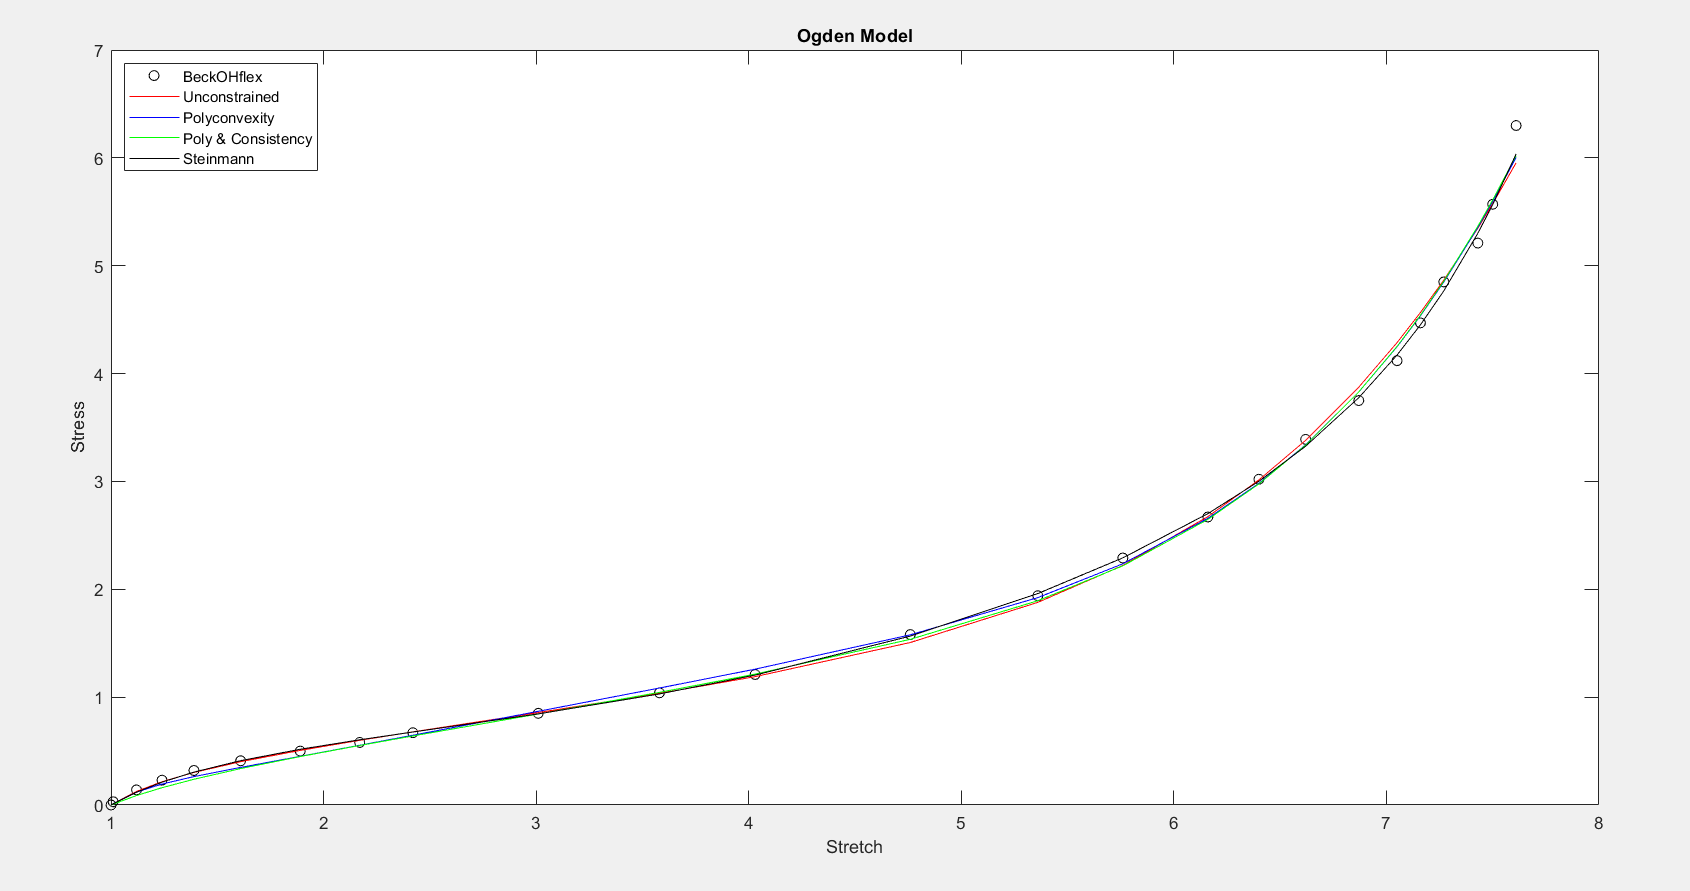 Ogden Model
BeckOHflex
Unconstrained
Polyconvexity
Poly & Consistency
Steinmann
7
6
5
4
3
2
1
0
Stress
1 2 3 4 5 6 7 8
Stretch